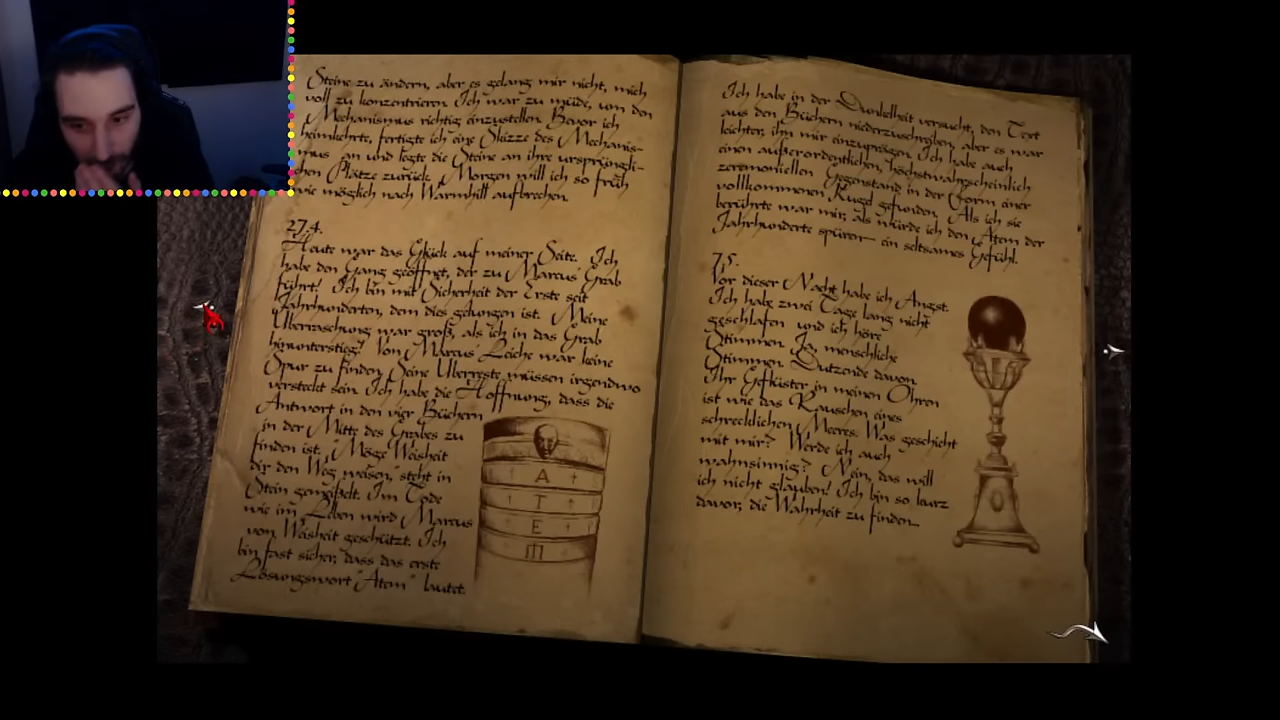 Steine zu ändern, aber es gelang mir nicht, mich
voll zu konzentrieren. Ich war zu müde, um den
Mechanismus richtig einzustellen. Bevor ich
heimkehrte, fertigte ich eine Skizze des Mechanis-
mus an und legte die Steine an ihre ursprüngli-
chen Plätze zurück. Morgen will ich so früh
wie möglich nach Warmhill aufbrechen.
27.4.
Heute war das Glück auf meiner Seite. Ich
habe den Gang geöffnet, der zu Marcus' Grab
führt! Ich bin mit Sicherheit der Erste seit
Jahrhunderten, dem dies gelungen ist. Meine
Überraschung war groß, als ich in das Grab
hinunterstieg! Von Marcus' Leiche war keine
Spur zu finden. Seine Überreste müssen irgendwo
versteckt sein. Ich habe die Hoffnung, dass die
Antwort in den vier Büchern
in der Mitte des Grabes zu
finden ist. "Möge Weisheit
dir den Weg weisen," steht in
Stein gemeißelt. Im Tode
wie im Leben wird Marcus
von Weisheit geschützt. Ich
bin fast sicher, dass das erste
Lösungswort "Atem" lautet.
A
T
E
M
Ich habe in der Dunkelheit versucht, den Text
aus den Büchern niederzuschreiben, aber es war
leichter, ihn mir einzuprägen. Ich habe auch
einen außerordentlichen, höchstwahrscheinlich
zeremoniellen Gegenstand in der Form einer
vollkommenen Kugel gefunden. Als ich sie
berührte war mir, als würde ich den Atem der
Jahrhunderte spüren - ein seltsames Gefühl.
7.5.
Vor dieser Nacht habe ich Angst.
Ich habe zwei Tage lang nicht
geschlafen und ich höre
Stimmen. Ja, menschliche
Stimmen. Dutzende davon.
Ihr Geflüster in meinen Ohren
ist wie das Rauschen eines
schrecklichen Meeres. Was geschieht
mit mir? Werde ich auch
wahnsinnig? Nein, das will
ich nicht glauben! Ich bin so kurz
davor, die Wahrheit zu finden...